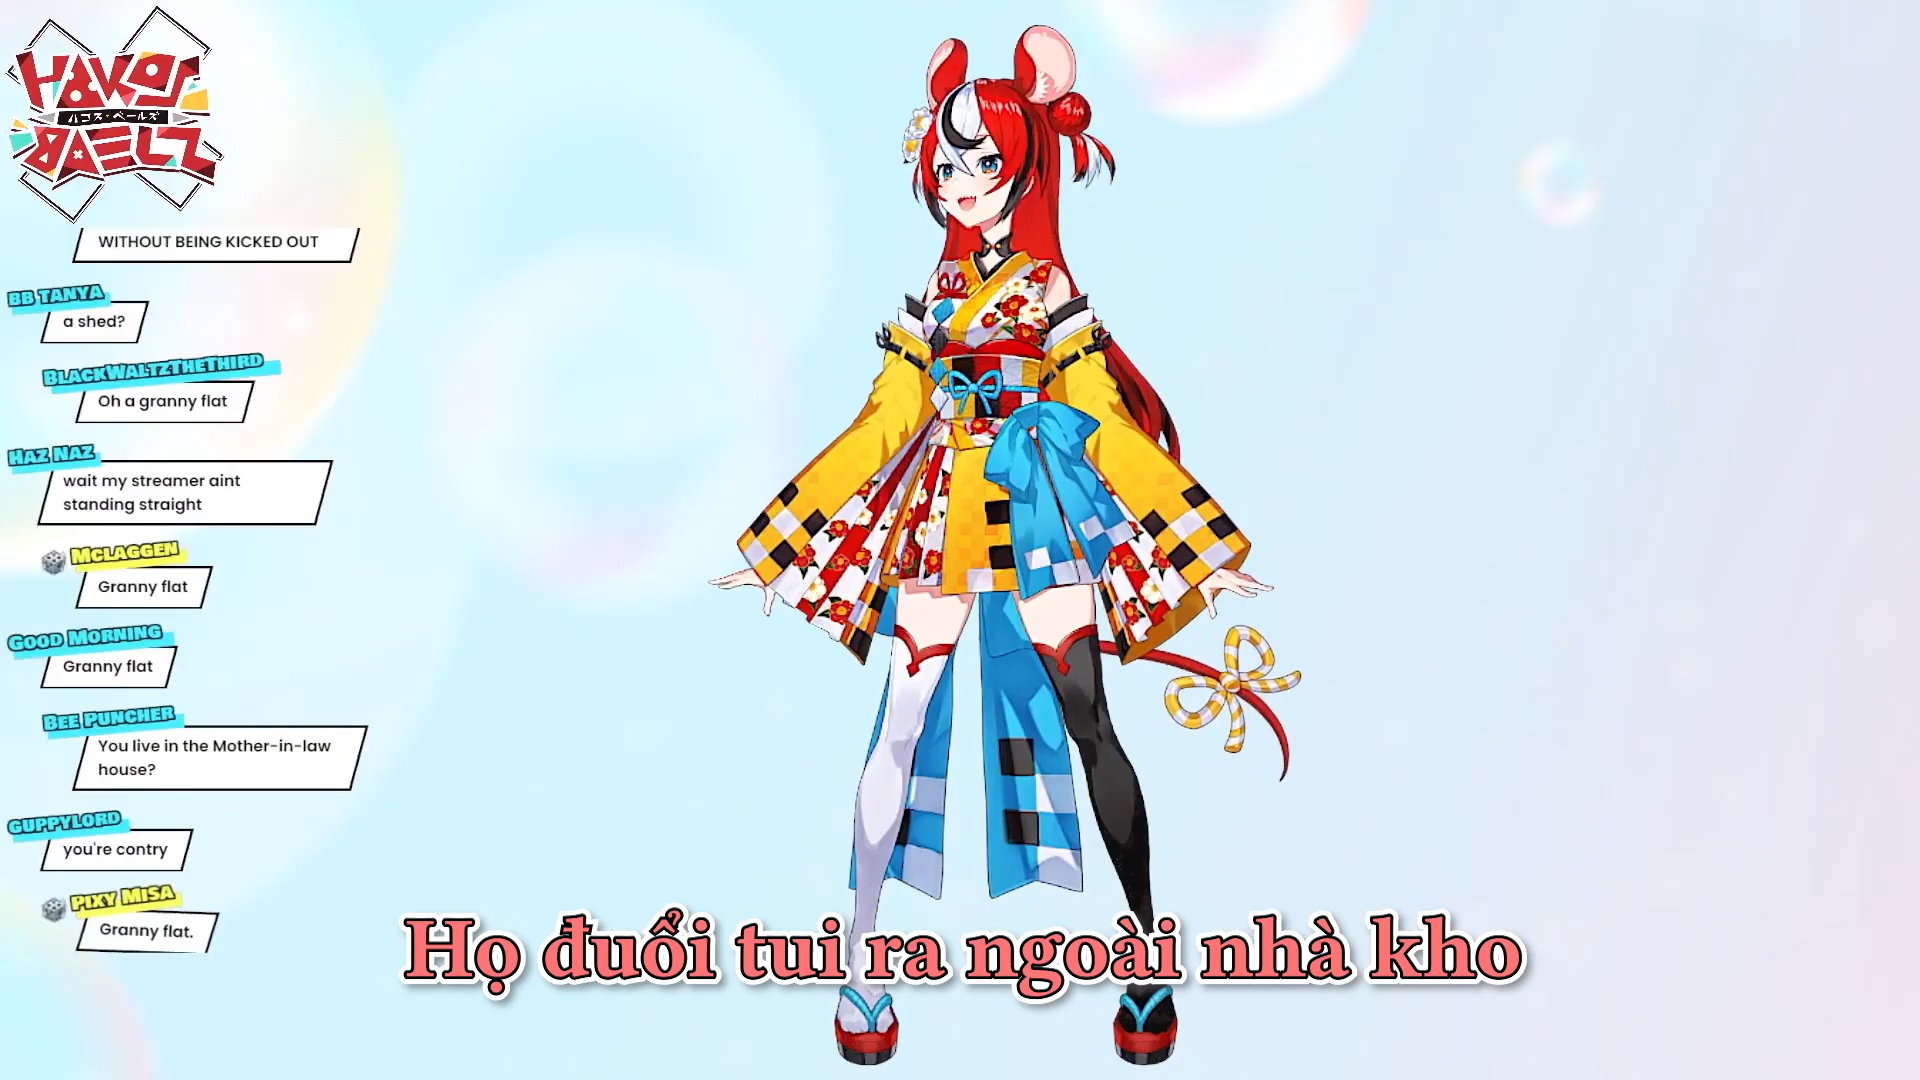 HAKOS
ハコス・ベールズ
BAELZ
WITHOUT BEING KICKED OUT
BB TANYA
a shed?
BLACKWALTZTHETHIRD
Oh a granny flat
HAZ NAZ
wait my streamer aint
standing straight
MCLAGGEN
Granny flat
GOOD MORNING
Granny flat
BEE PUNCHER
You live in the Mother-in-law
house?
GUPPYLORD
you're contry
PIXY MISA
Granny flat.
Họ đuổi tui ra ngoài nhà kho